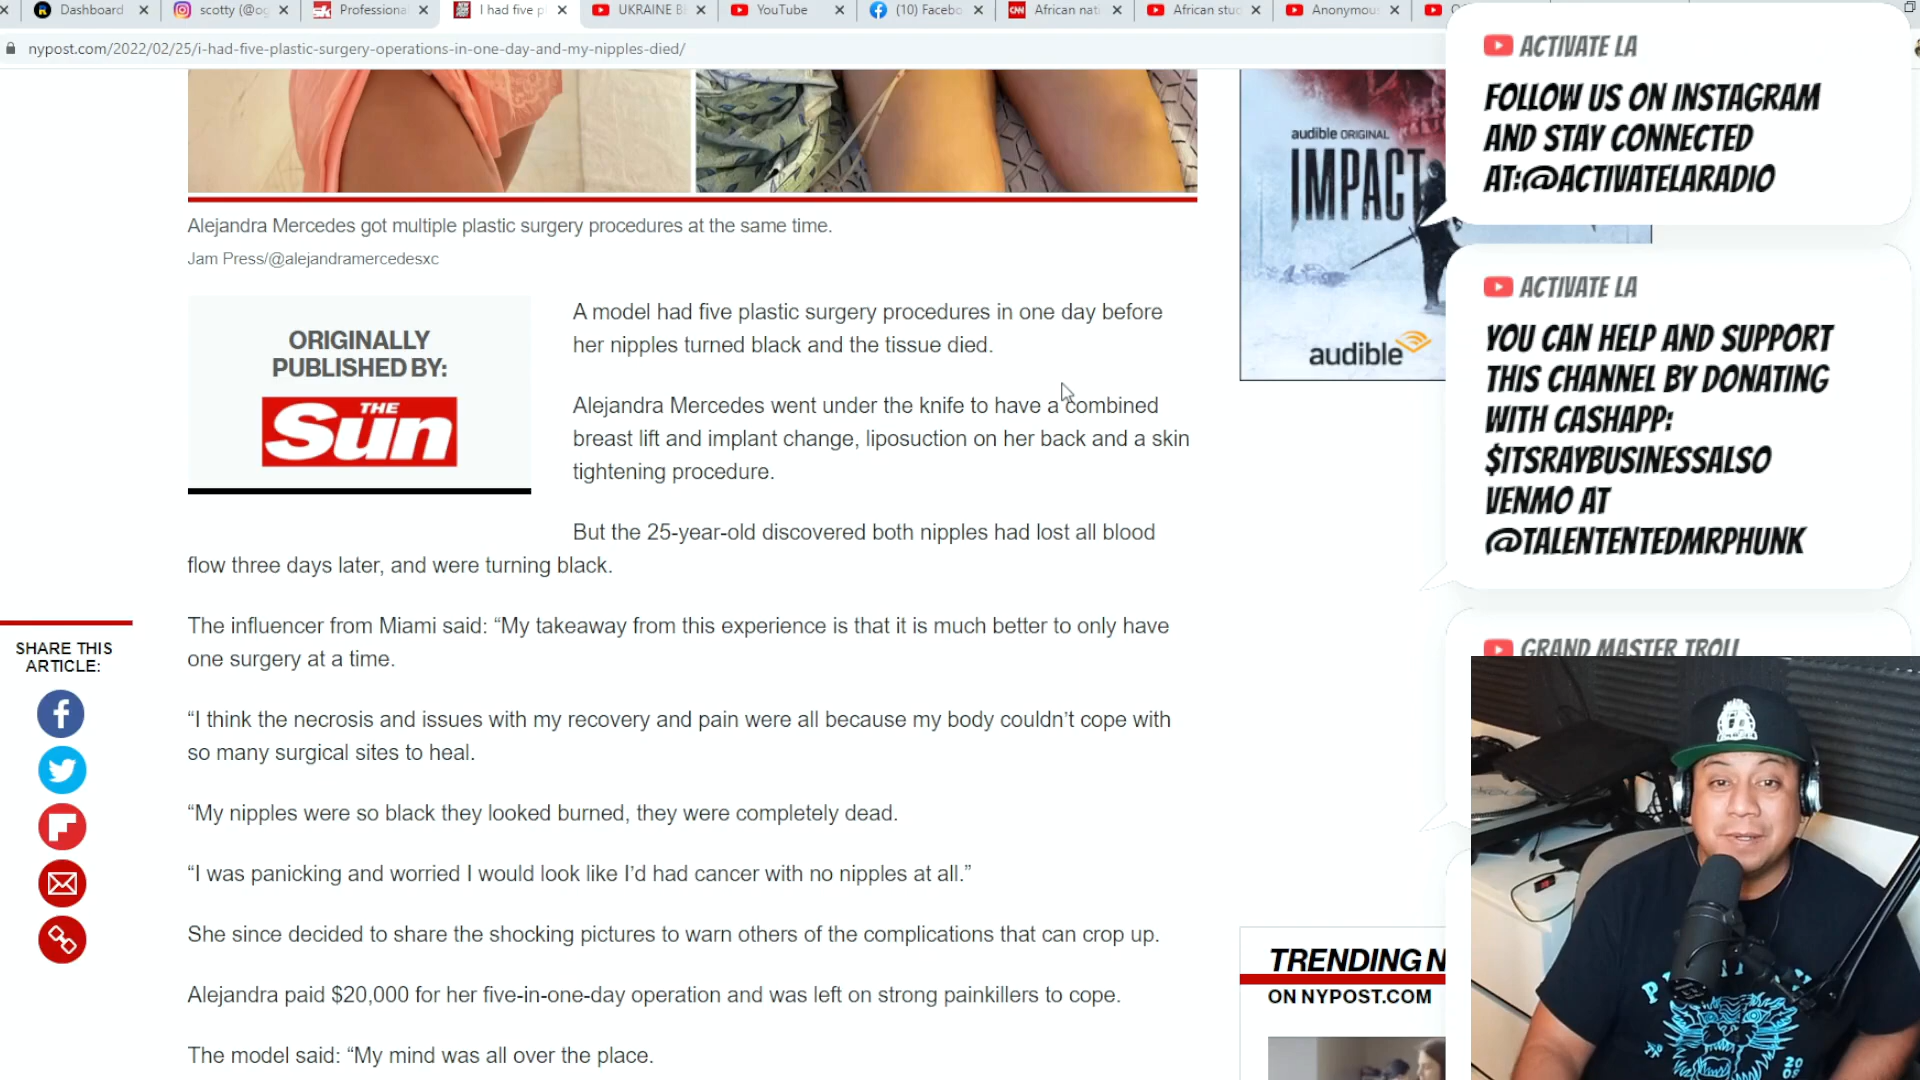 Dashboard
scotty (@og
Professiona
I had five p
UKRAINE B
YouTube
(10) Facebo
African nat
African stud
Anonymou
nypost.com/2022/02/25/i-had-five-plastic-surgery-operations-in-one-day-and-my-nipples-died/
Alejandra Mercedes got multiple plastic surgery procedures at the same time.
Jam Press/@alejandramercedesxc
ORIGINALLY
PUBLISHED BY:
THE
Sun
A model had five plastic surgery procedures in one day before
her nipples turned black and the tissue died.
Alejandra Mercedes went under the knife to have a combined
breast lift and implant change, liposuction on her back and a skin
tightening procedure.
But the 25-year-old discovered both nipples had lost all blood
flow three days later, and were turning black.
The influencer from Miami said: “My takeaway from this experience is that it is much better to only have
one surgery at a time.
“I think the necrosis and issues with my recovery and pain were all because my body couldn’t cope with
so many surgical sites to heal.
“My nipples were so black they looked burned, they were completely dead.
“I was panicking and worried I would look like I’d had cancer with no nipples at all.”
She since decided to share the shocking pictures to warn others of the complications that can crop up.
Alejandra paid $20,000 for her five-in-one-day operation and was left on strong painkillers to cope.
The model said: “My mind was all over the place.
SHARE THIS
ARTICLE:
audible ORIGINAL
IMPACT
audible
TRENDING N
ON NYPOST.COM
ACTIVATE LA
FOLLOW US ON INSTAGRAM
AND STAY CONNECTED
AT:@ACTIVATELARADIO
ACTIVATE LA
YOU CAN HELP AND SUPPORT
THIS CHANNEL BY DONATING
WITH CASHAPP:
$ITSRAYBUSINESSALSO
VENMO AT
@TALENTENTEDMRPHUNK
GRAND MASTER TROLL